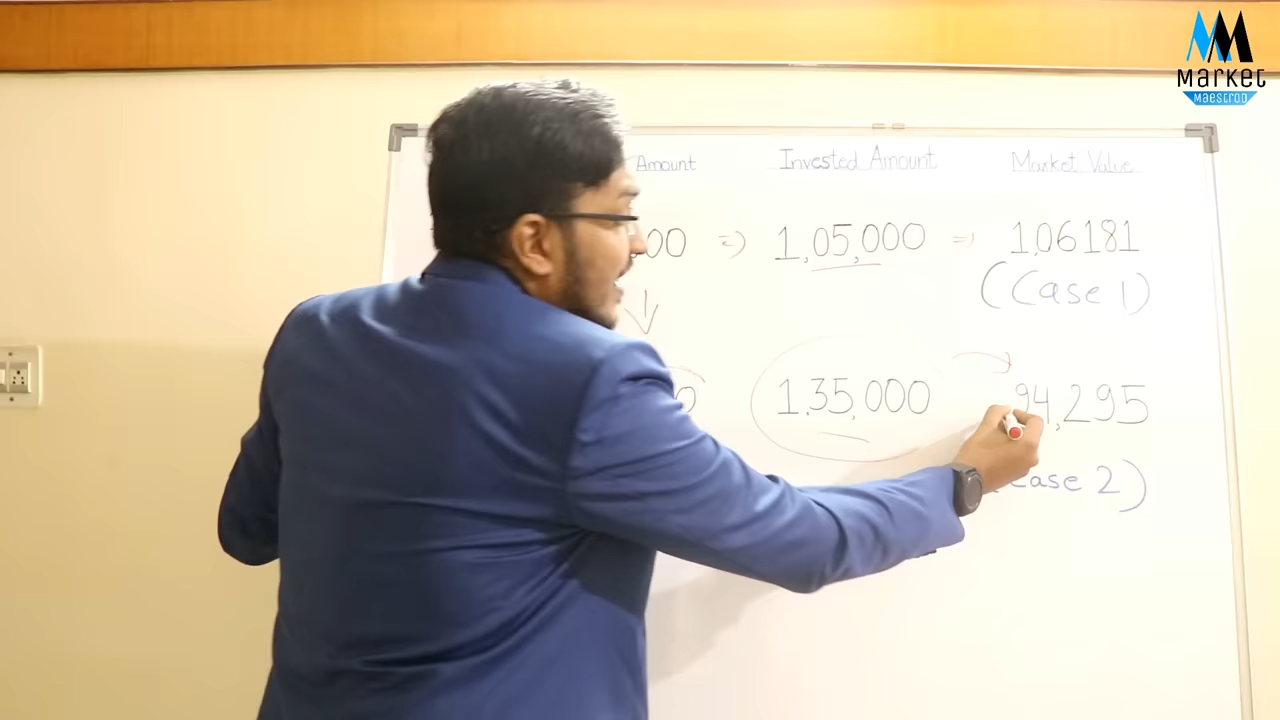 Market
Maestroo
Amount Invested Amount Market Value
00 => 1,05,000 => 1,06181
(Case 1)
0 1,35,000 94,295
Case 2)